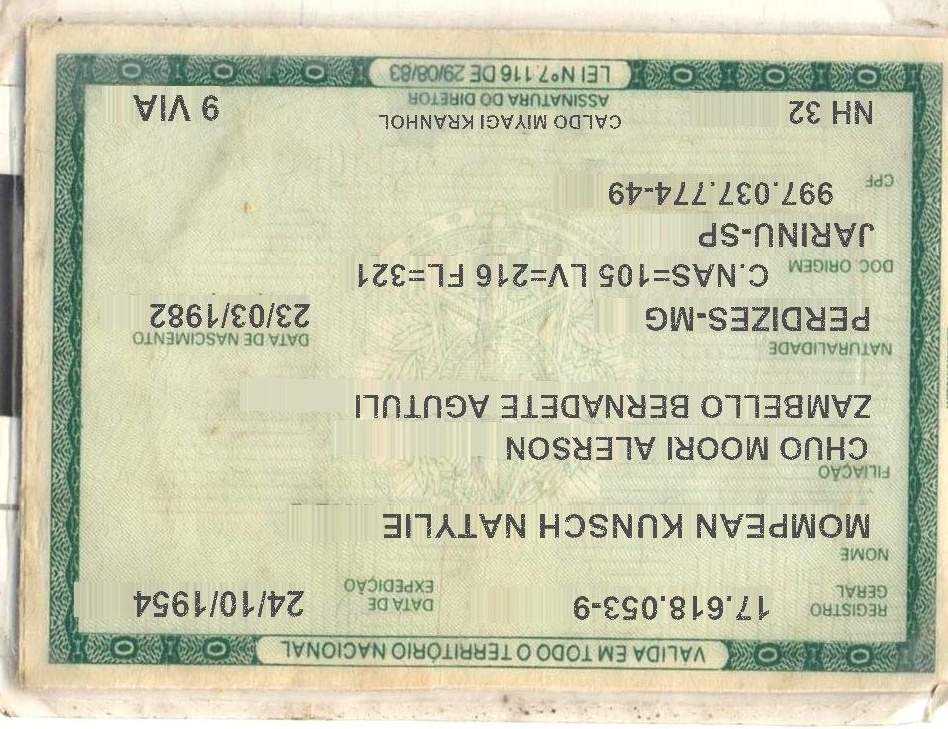 VALIDA EM TODO O TERRITÓRIO NACIONAL
REGISTRO GERAL 17.618.053-9 DATA DE EXPEDIÇÃO 24/10/1954
NOME
MOMPEAN KUNSCH NATYLIE
FILIAÇÃO
CHUO MOORI ALERSON
ZAMBELLO BERNADETE AGUTULI
NATURALIDADE DATA DE NASCIMENTO
PERDIZES-MG 23/03/1982
DOC. ORIGEM C.NAS=105 LV=216 FL=321
JARINU-SP
CPF 997.037.774-49
CALDO MIYAGI KRANHOL
NH 32 ASSINATURA DO DIRETOR 9 VIA
LEI Nº 7.116 DE 29/08/83